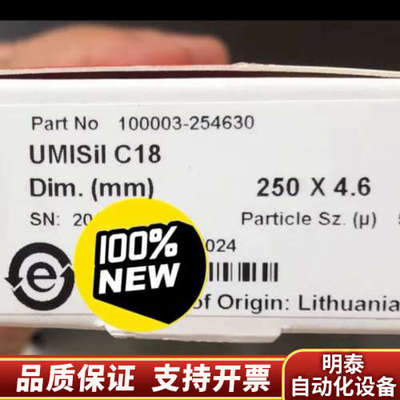 Part No 100003-254630
UMISil C18
Dim. (mm) 250 X 4.6
SN: 20 Particle Sz. (µ)
024
100%
NEW
of Origin: Lithuania
品质保证 支持开票
明泰
自动化设备